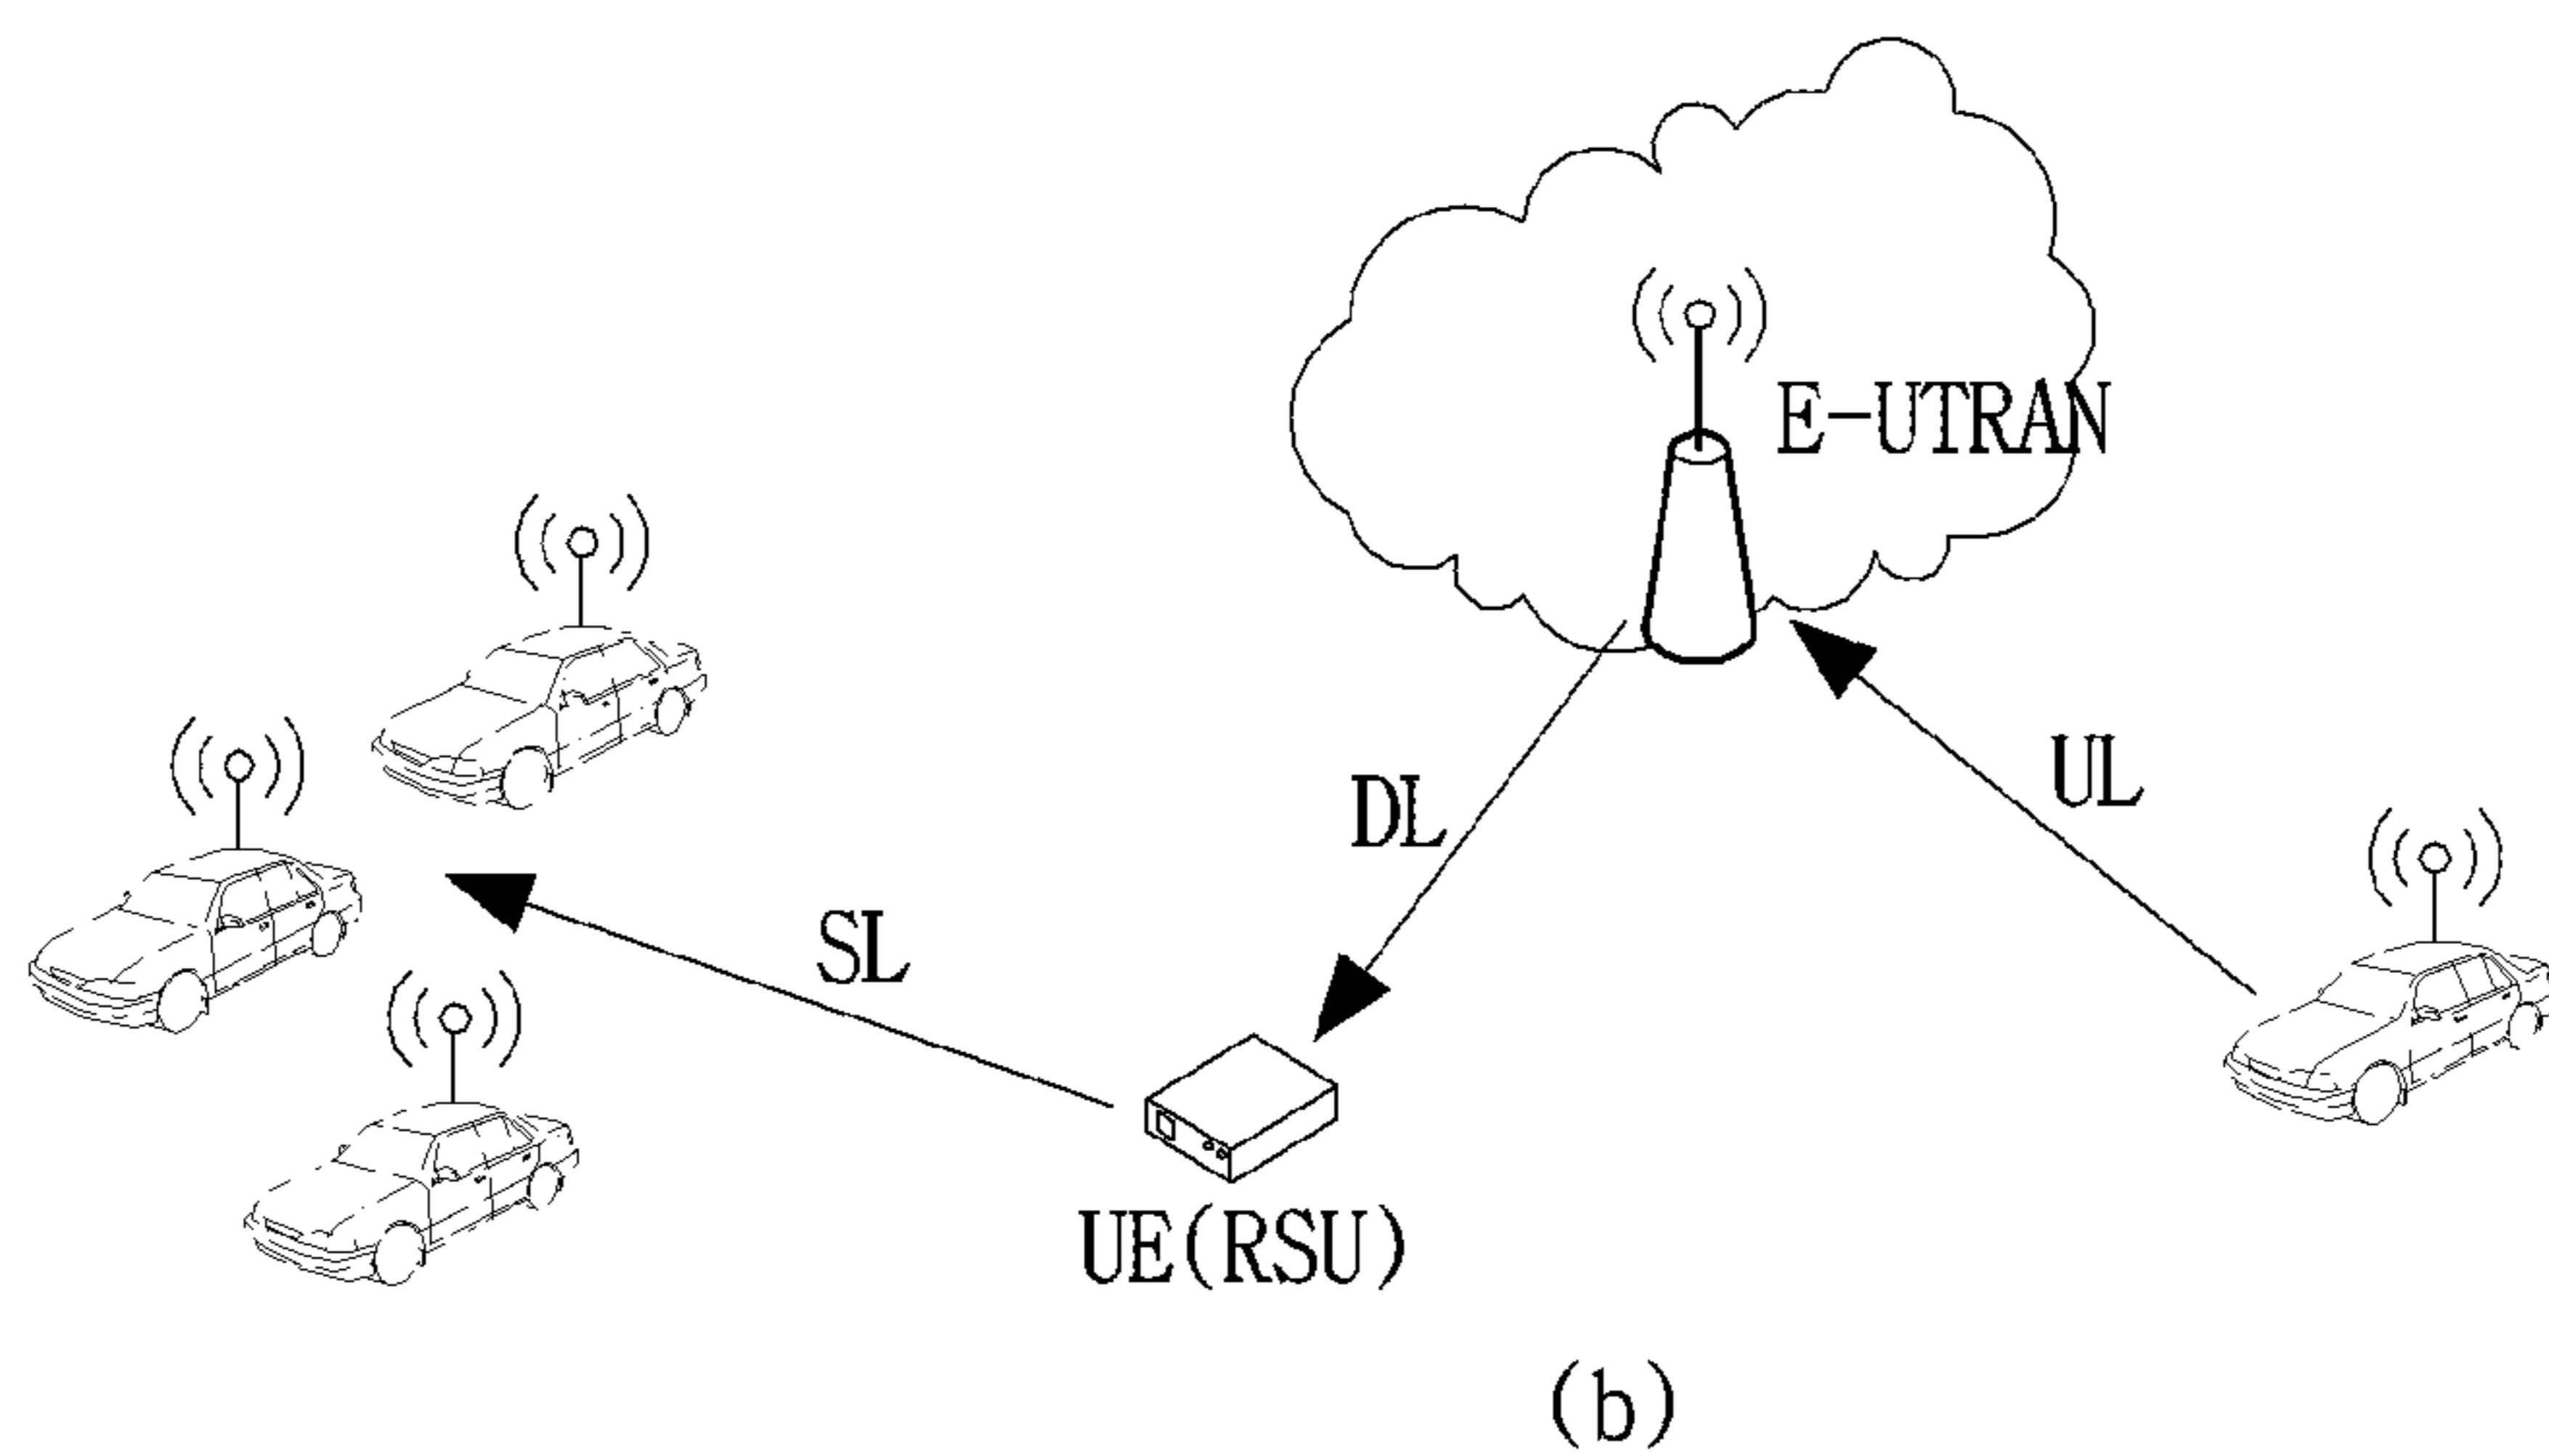 E-UTRAN
UL
DL
SL
UE(RSU)
(b)